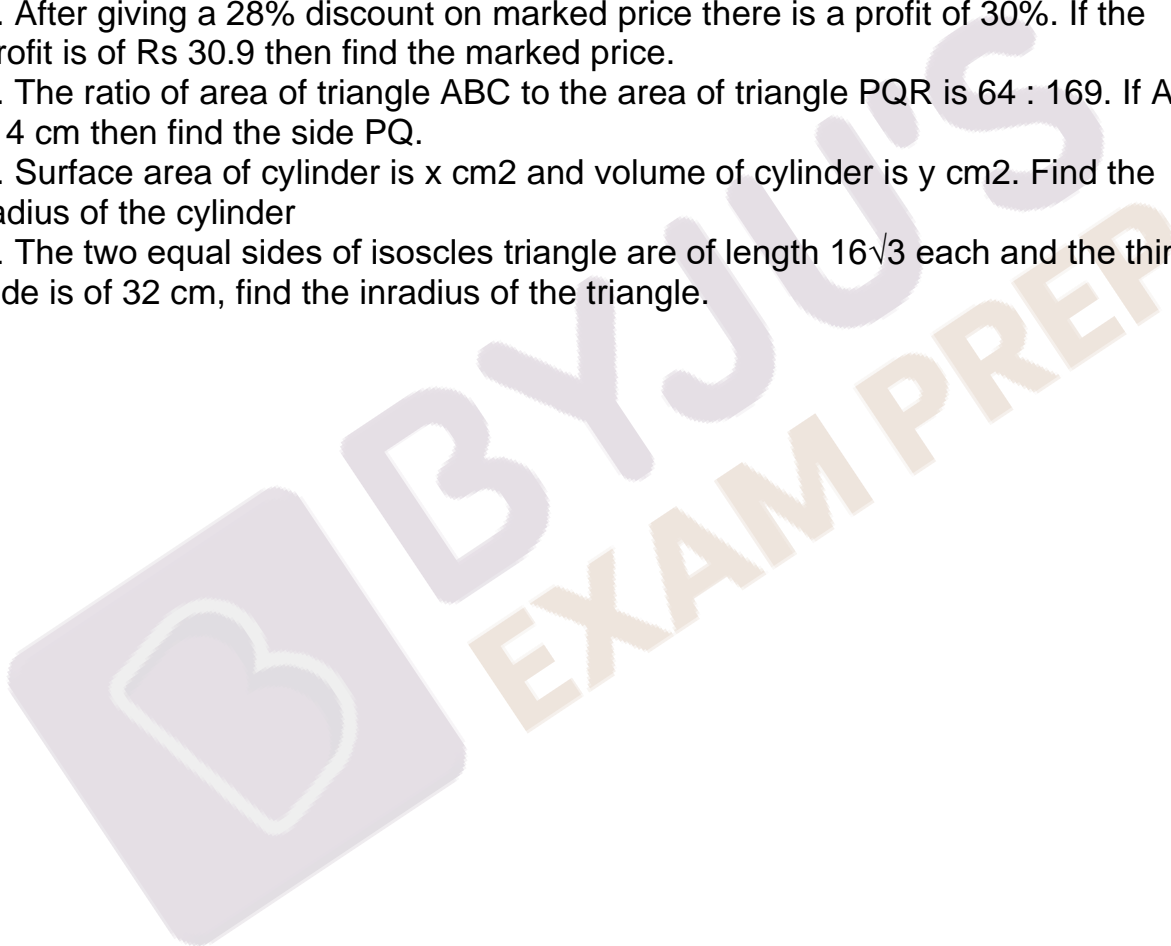 . After giving a 28% discount on marked price there is a profit of 30%. If the
rofit is of Rs 30.9 then find the marked price.
. The ratio of area of triangle ABC to the area of triangle PQR is 64 : 169. If A
4 cm then find the side PQ.
. Surface area of cylinder is x cm2 and volume of cylinder is y cm2. Find the
adius of the cylinder
. The two equal sides of isoscles triangle are of length 16√3 each and the thir
de is of 32 cm, find the inradius of the triangle.
BYJU'S
EXAM PREP